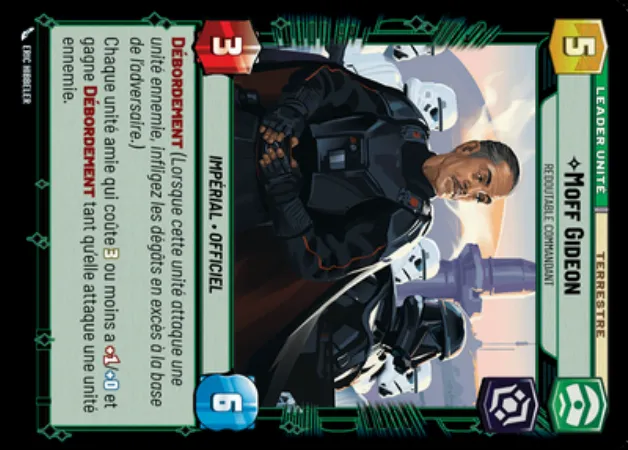 5
LEADER UNITÉ
TERRESTRE
MOFF GIDEON
REDOUTABLE COMMANDANT
3
6
IMPÉRIAL • OFFICIEL
DÉBORDEMENT (Lorsque cette unité attaque une
unité ennemie, infligez les dégâts en excès à la base
de l'adversaire.)
Chaque unité amie qui coûte 3 ou moins a +1/+0 et
gagne DÉBORDEMENT tant qu'elle attaque une unité
ennemie.
ERIC HIBBELER